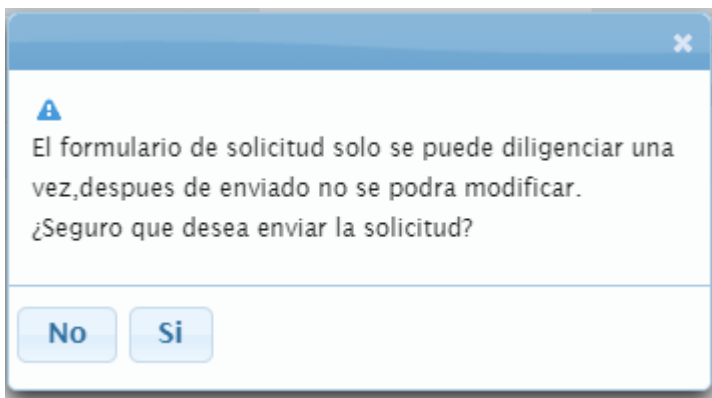 El formulario de solicitud solo se puede diligenciar una
vez,despues de enviado no se podra modificar.
¿Seguro que desea enviar la solicitud?
No Si